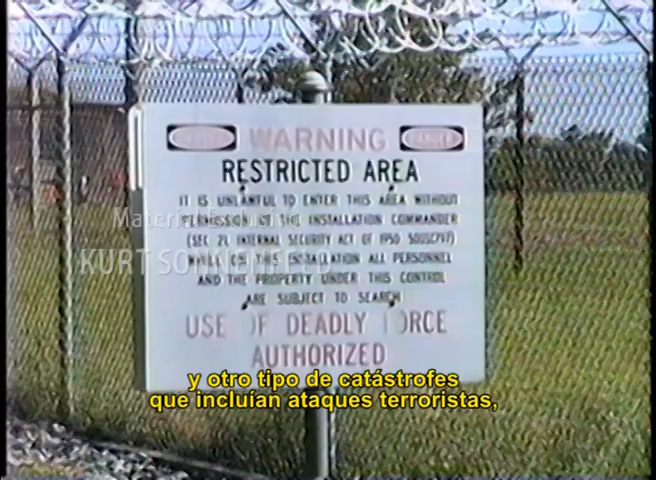 WARNING
RESTRICTED AREA
IT IS UNLAWFUL TO ENTER THIS AREA WITHOUT
PERMISSION OF THE INSTALLATION COMMANDER
(SEC. 21, INTERNAL SECURITY ACT OF 1950 50USC797)
WHILE ON THIS INSTALLATION ALL PERSONNEL
AND THE PROPERTY UNDER THIS CONTROL
ARE SUBJECT TO SEARCH
USE OF DEADLY FORCE
AUTHORIZED
KURT
y otro tipo de catástrofes
que incluían ataques terroristas,